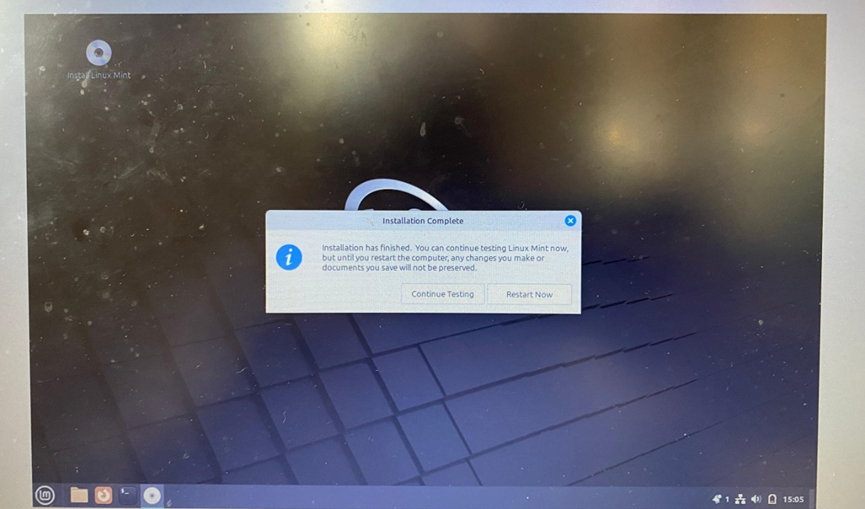 Install Linux Mint
Installation Complete
Installation has finished. You can continue testing Linux Mint now,
but until you restart the computer, any changes you make or
documents you save will not be preserved.
Continue Testing
Restart Now
1
15:05